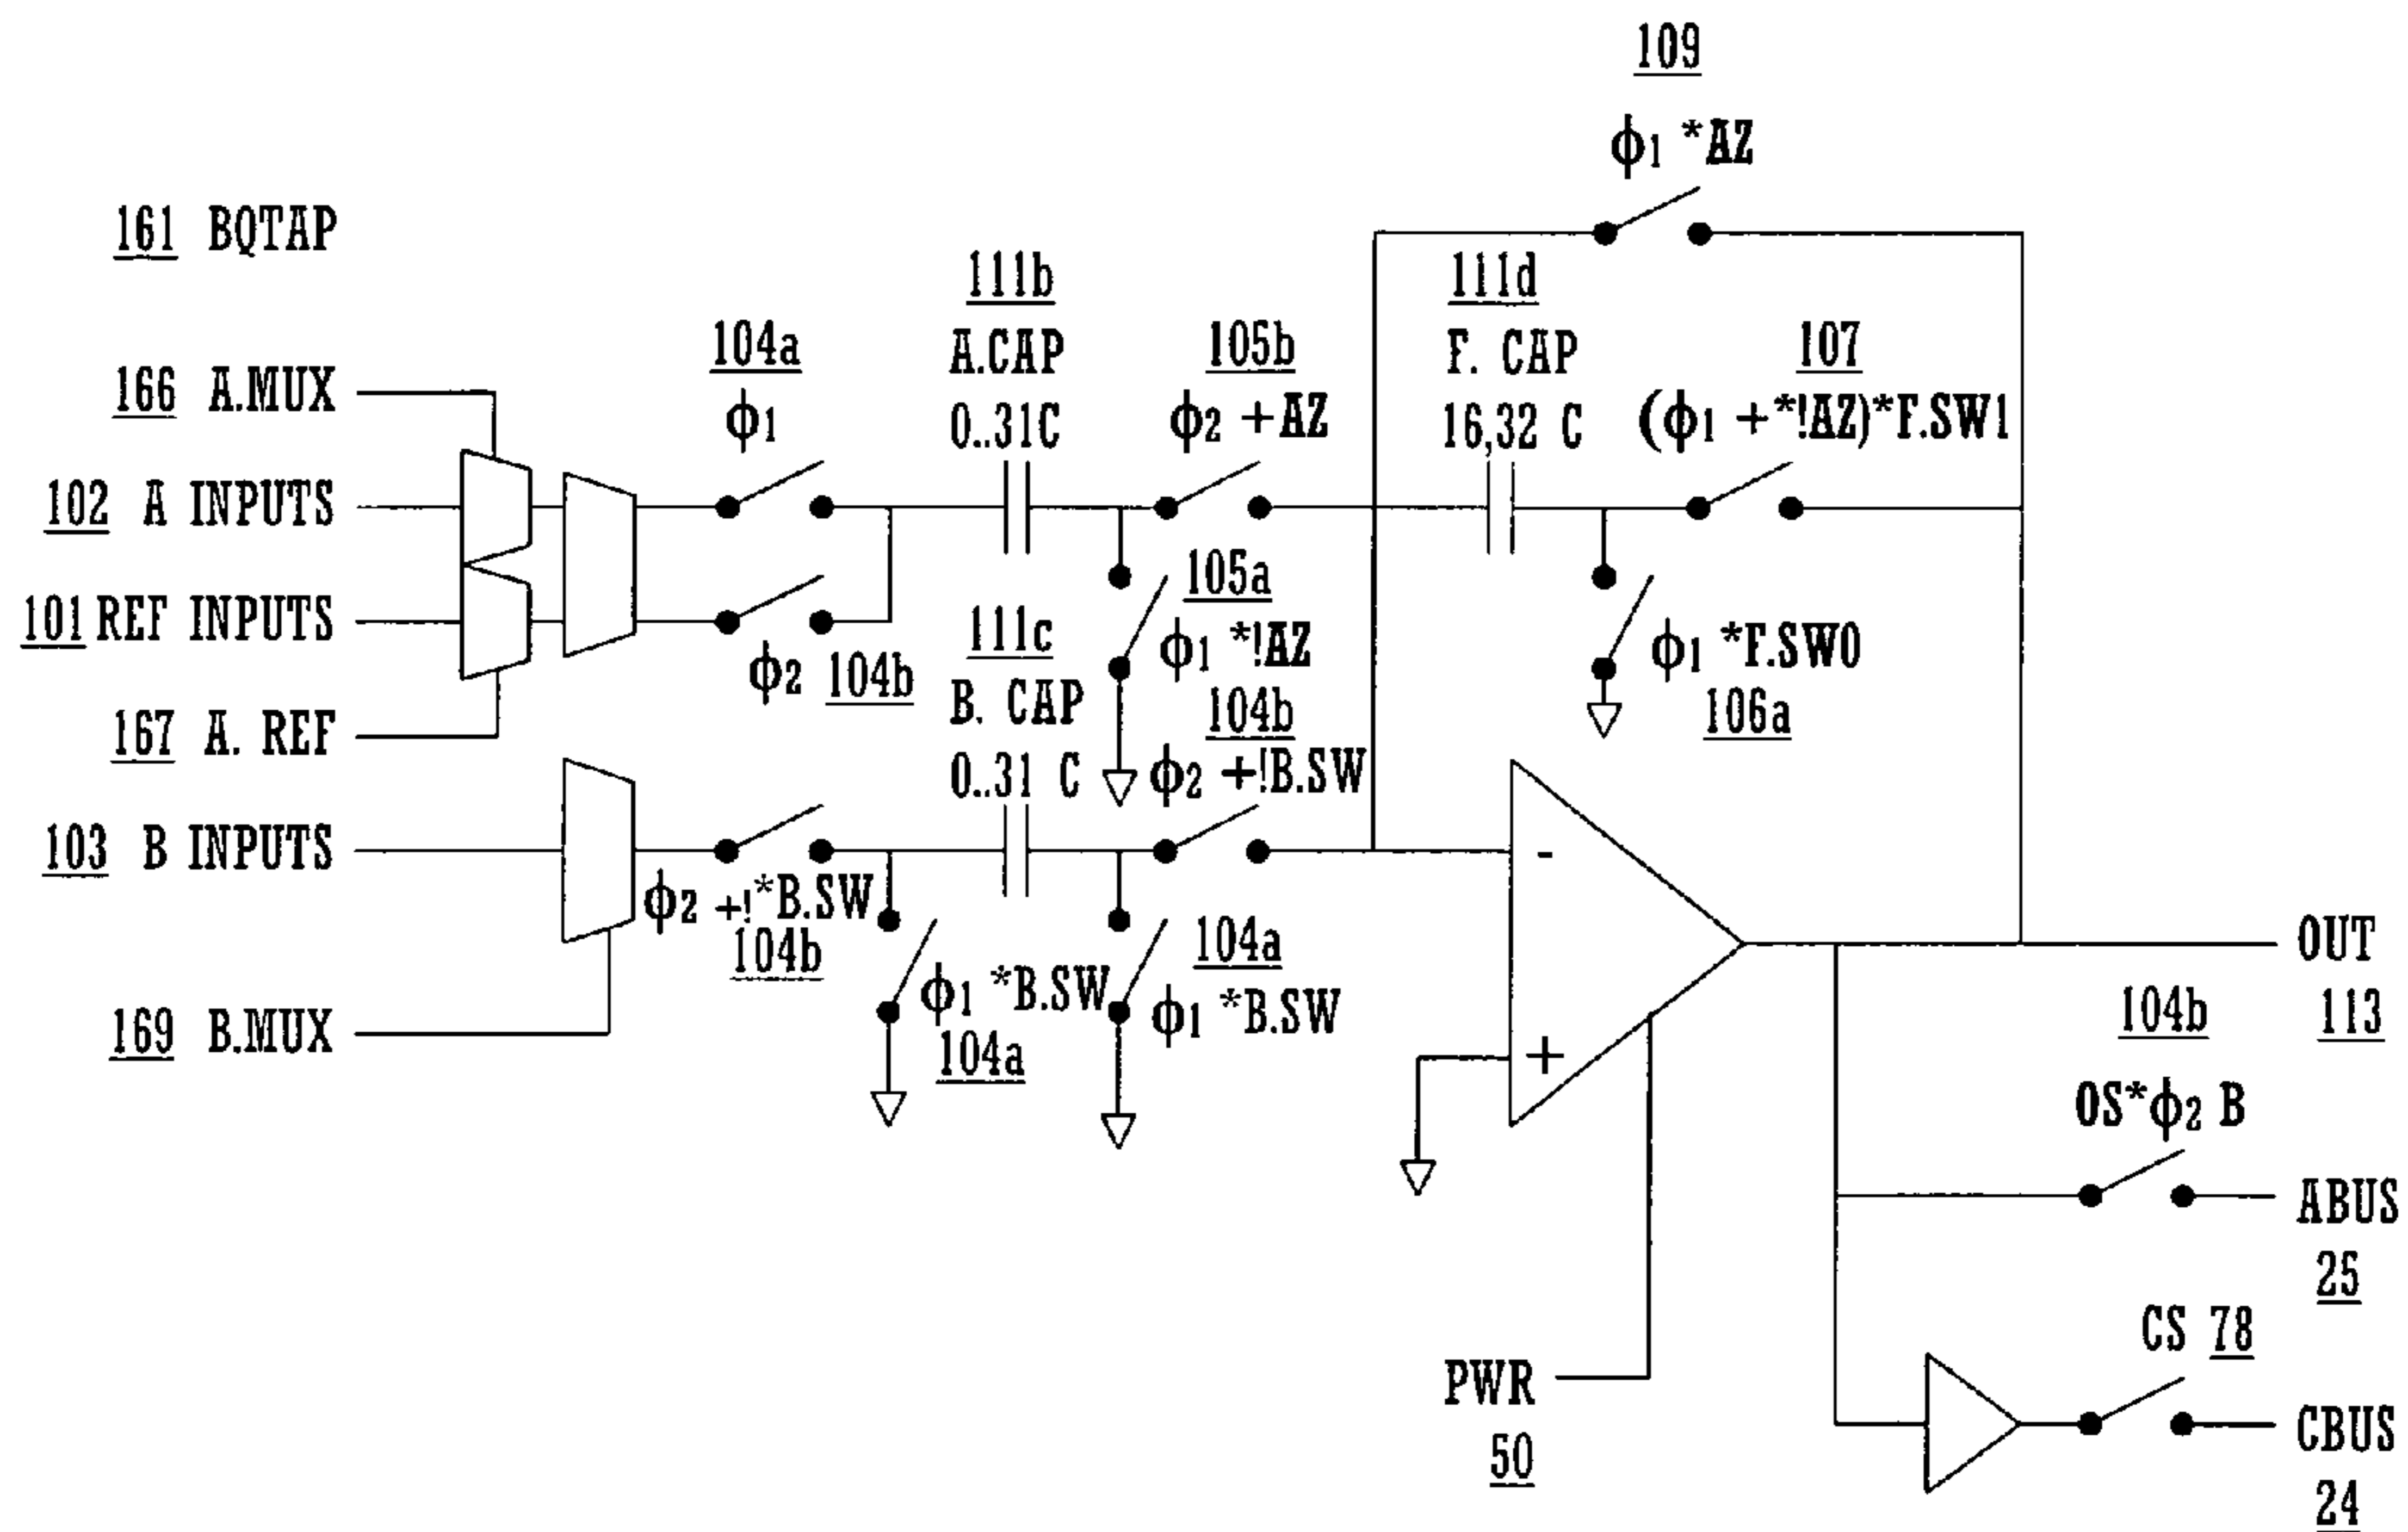 109
ϕ1 *AZ
161 BQTAP
111b
111d
104a
A.CAP
105b
F. CAP
107
166 A.MUX
ϕ1
0..31C
ϕ2 +AZ
16,32 C
(ϕ1 +*!AZ)*F.SW1
102 A INPUTS
105a
101 REF INPUTS
111c
ϕ1 *!AZ
ϕ1 *F.SW0
ϕ2 104b
B. CAP
104b
106a
167 A. REF
0..31 C
ϕ2 +!B.SW
103 B INPUTS
-
ϕ2 +!*B.SW
104b
104a
OUT
ϕ1 *B.SW
ϕ1 *B.SW
104b
113
169 B.MUX
104a
+
OS*ϕ2 B
ABUS
25
CS 78
PWR
CBUS
50
24